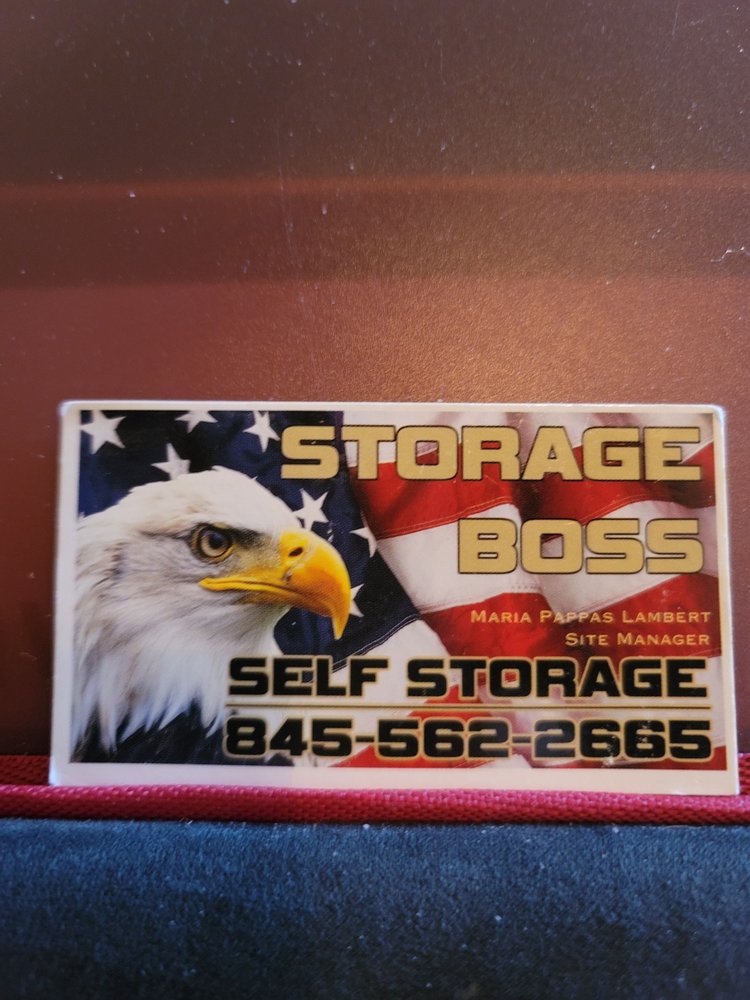 STORAGE
BOSS
MARIA PAPPAS LAMBERT
SITE MANAGER
SELF STORAGE
845-562-2665